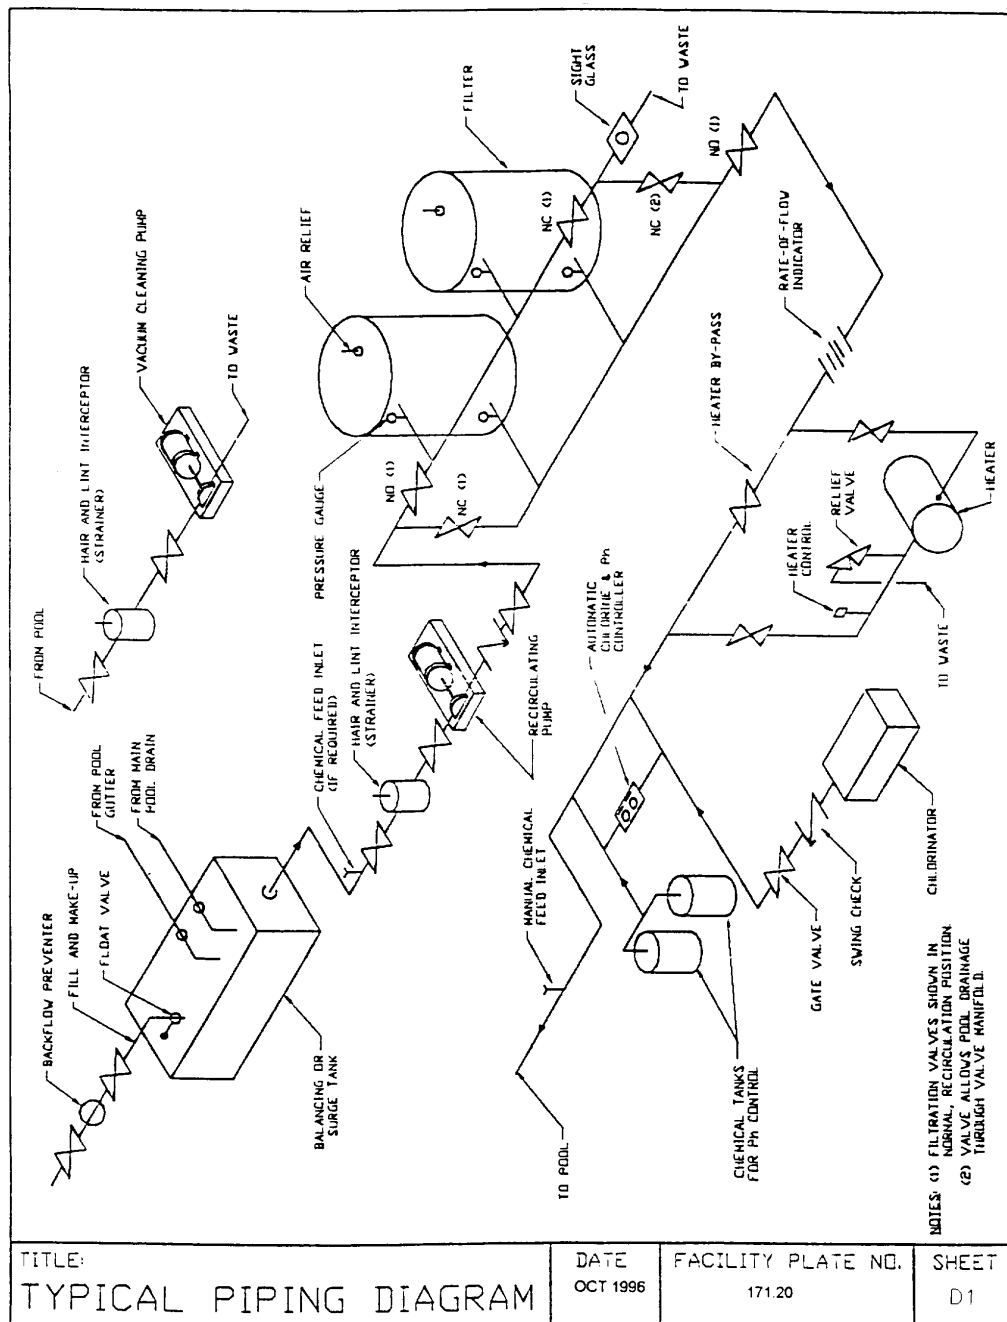 FROM POOL
HAIR AND LINT INTERCEPTOR
(STRAINER)
VACUUM CLEANING PUMP
TO WASTE
BACKFLOW PREVENTER
FILL AND MAKE-UP
FLOAT VALVE
FROM POOL
GUTTER
FROM MAIN
POOL DRAIN
BALANCING OR
SURGE TANK
CHEMICAL FEED INLET
(IF REQUIRED)
HAIR AND LINT INTERCEPTOR
(STRAINER)
RECIRCULATING
PUMP
PRESSURE GAUGE
AIR RELIEF
FILTER
SIGHT
GLASS
TO WASTE
NO (1)
NC (1)
NC (1)
NC (2)
NO (1)
RATE-OF-FLOW
INDICATOR
HEATER BY-PASS
HEATER
RELIEF
VALVE
HEATER
CONTROL
TO WASTE
AUTOMATIC
CHLORINE & Ph
CONTROLLER
MANUAL CHEMICAL
FEED INLET
TO POOL
CHEMICAL TANKS
FOR Ph CONTROL
GATE VALVE
SWING CHECK
CHLORINATOR
NOTES: (1) FILTRATION VALVES SHOWN IN
NORMAL, RECIRCULATION POSITION.
(2) VALVE ALLOWS POOL DRAINAGE
THROUGH VALVE MANIFOLD.
TITLE:
TYPICAL PIPING DIAGRAM
DATE
OCT 1996
FACILITY PLATE NO.
171.20
SHEET
D1